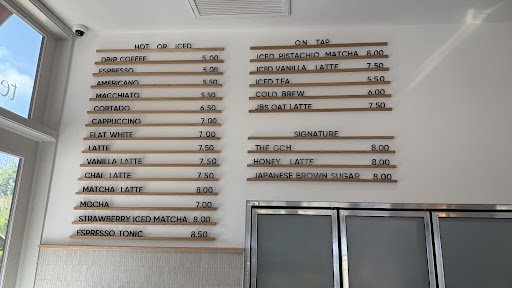 HOT OR ICED
DRIP COFFEE 5.00
ESPRESSO 5.00
AMERICANO 5.50
MACCHIATO 5.50
CORTADO 6.50
CAPPUCCINO 7.00
FLAT WHITE 7.00
LATTE 7.50
VANILLA LATTE 7.50
CHAI LATTE 7.50
MATCHA LATTE 8.00
MOCHA 7.00
STRAWBERRY ICED MATCHA 8.00
ESPRESSO TONIC 8.50
ON TAP
ICED PISTACHIO MATCHA 8.00
ICED VANILLA LATTE 7.50
ICED TEA 5.50
COLD BREW 6.00
JBS OAT LATTE 7.50
SIGNATURE
THE GCH 8.00
HONEY LATTE 8.00
JAPANESE BROWN SUGAR 8.00